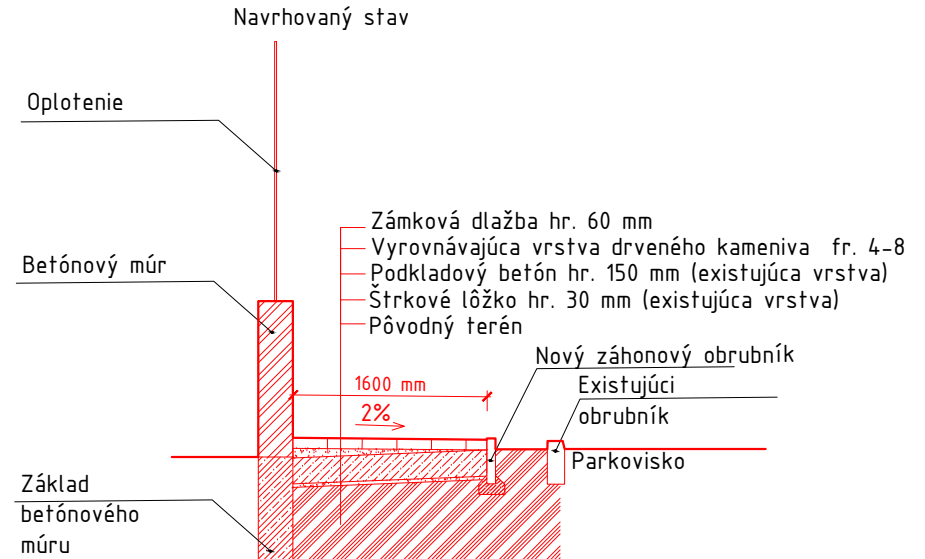 Navrhovaný stav
Oplotenie
Zámková dlažba hr. 60 mm
Vyrovnávajúca vrstva drveného kameniva fr. 4-8
Podkladový betón hr. 150 mm (existujúca vrstva)
Štrkové lôžko hr. 30 mm (existujúca vrstva)
Pôvodný terén
Betónový múr
Nový záhonový obrubník
1600 mm
Existujúci
obrubník
2%
Parkovisko
Základ
betónového
múru